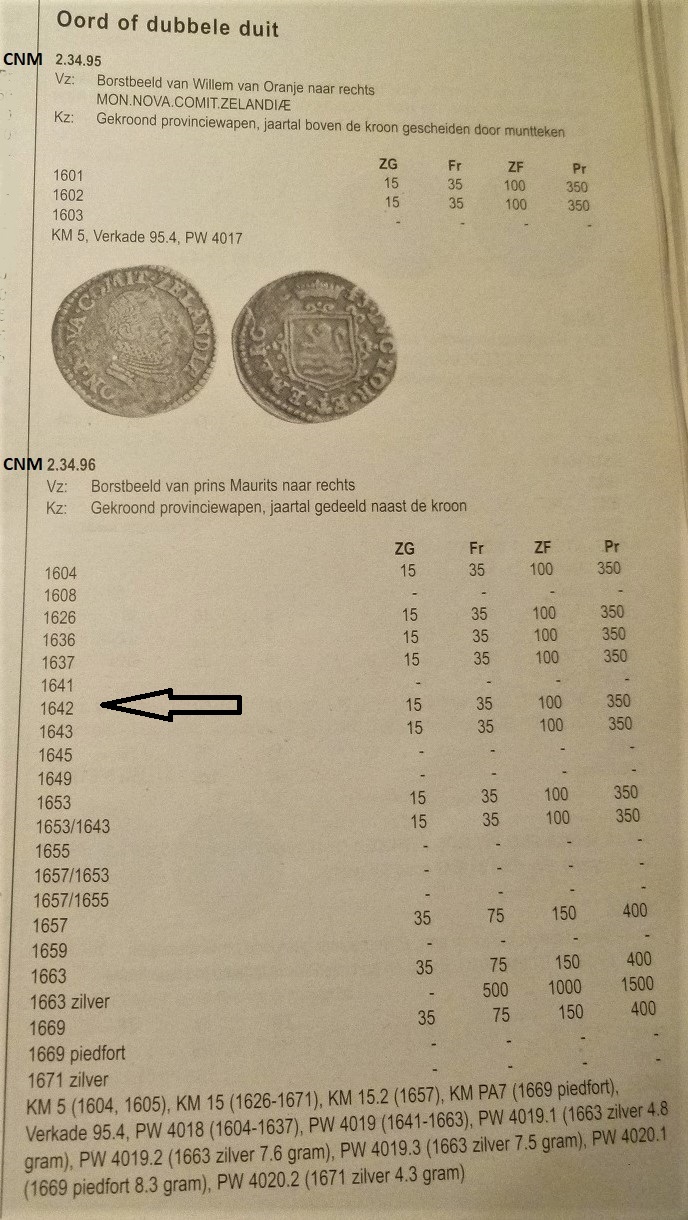 Oord of dubbele duit
CNM 2.34.95
Vz: Borstbeeld van Willem van Oranje naar rechts
MON.NOVA.COMIT.ZELANDIÆ
Kz: Gekroond provinciewapen, jaartal boven de kroon gescheiden door muntteken
ZG Fr ZF Pr
1601 15 35 100 350
1602 15 35 100 350
1603 - - - -
KM 5, Verkade 95.4, PW 4017
CNM 2.34.96
Vz: Borstbeeld van prins Maurits naar rechts
Kz: Gekroond provinciewapen, jaartal gedeeld naast de kroon
ZG Fr ZF Pr
1604 15 35 100 350
1608 - - - -
1626 15 35 100 350
1636 15 35 100 350
1637 15 35 100 350
1641 - - - -
1642 15 35 100 350
1643 15 35 100 350
1645 - - - -
1649 - - - -
1653 15 35 100 350
1653/1643 15 35 100 350
1655 - - - -
1657/1653 - - - -
1657/1655 - - - -
1657 35 75 150 400
1659 - - - -
1663 35 75 150 400
1663 zilver - 500 1000 1500
1669 35 75 150 400
1669 piedfort - - - -
1671 zilver - - - -
KM 5 (1604, 1605), KM 15 (1626-1671), KM 15.2 (1657), KM PA7 (1669 piedfort),
Verkade 95.4, PW 4018 (1604-1637), PW 4019 (1641-1663), PW 4019.1 (1663 zilver 4.8
gram), PW 4019.2 (1663 zilver 7.6 gram), PW 4019.3 (1663 zilver 7.5 gram), PW 4020.1
(1669 piedfort 8.3 gram), PW 4020.2 (1671 zilver 4.3 gram)